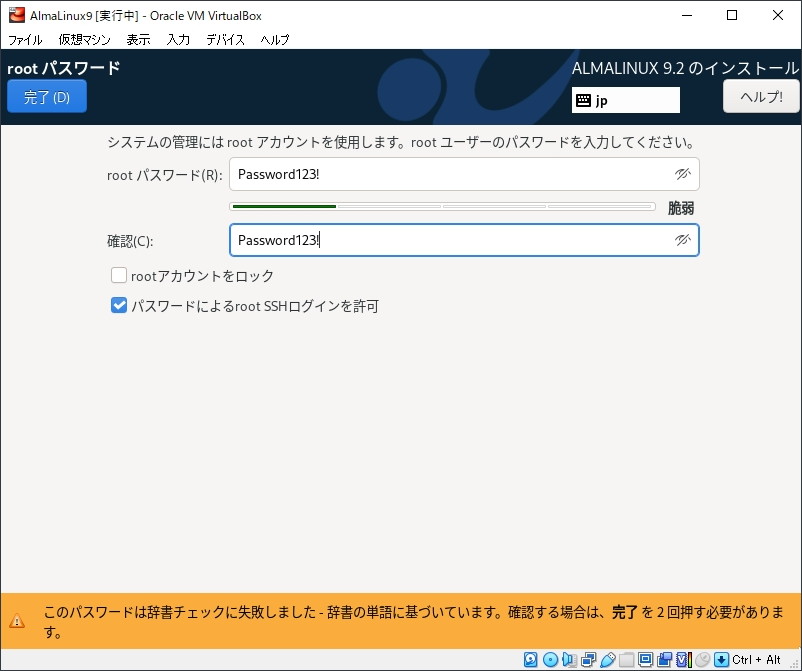 AlmaLinux9 [実行中] - Oracle VM VirtualBox
ファイル 仮想マシン 表示 入力 デバイス ヘルプ
root パスワード
ALMALINUX 9.2 のインストール
完了 (D)
jp
ヘルプ!
システムの管理には root アカウントを使用します。root ユーザーのパスワードを入力してください。
root パスワード(R):
Password123!
脆弱
確認(C):
Password123!
rootアカウントをロック
パスワードによるroot SSHログインを許可
このパスワードは辞書チェックに失敗しました - 辞書の単語に基づいています。確認する場合は、完了 を 2 回押す必要がありま
す。
Ctrl + Alt